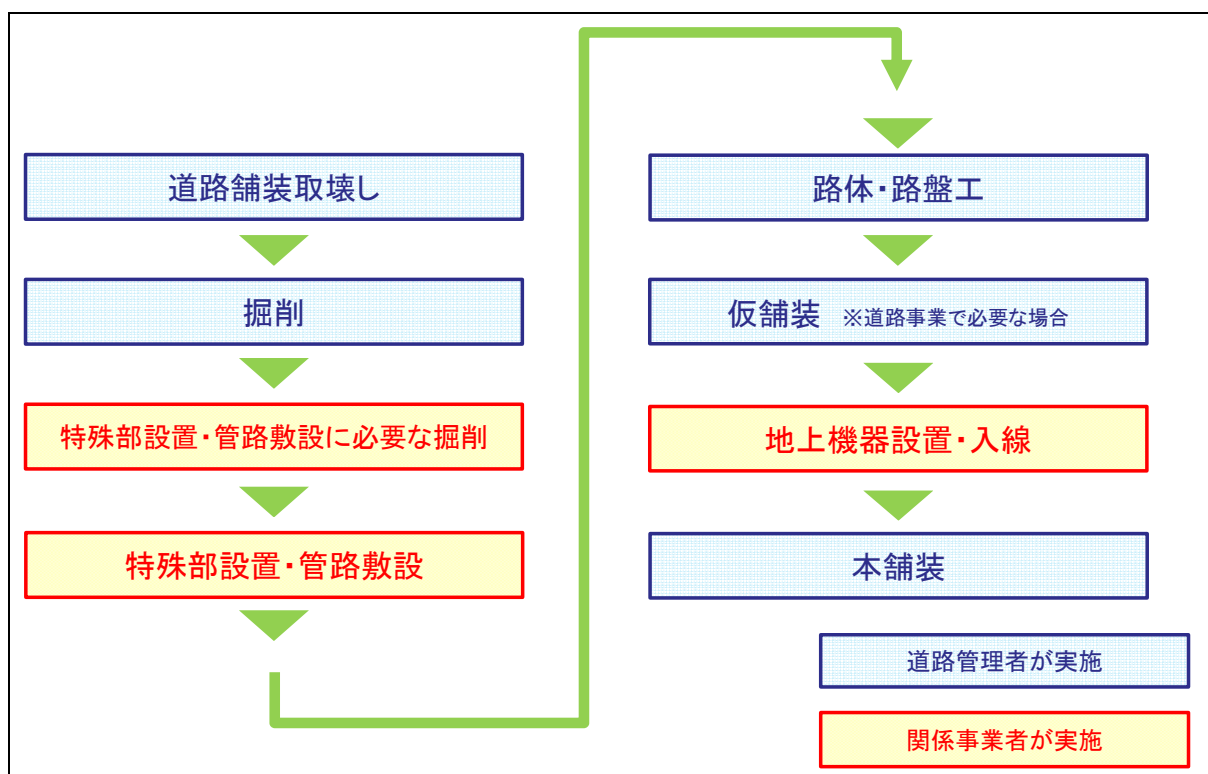 道路舗装取壊し
掘削
特殊部設置・管路敷設に必要な掘削
特殊部設置・管路敷設
路体・路盤工
仮舗装 ※道路事業で必要な場合
地上機器設置・入線
本舗装
道路管理者が実施
関係事業者が実施